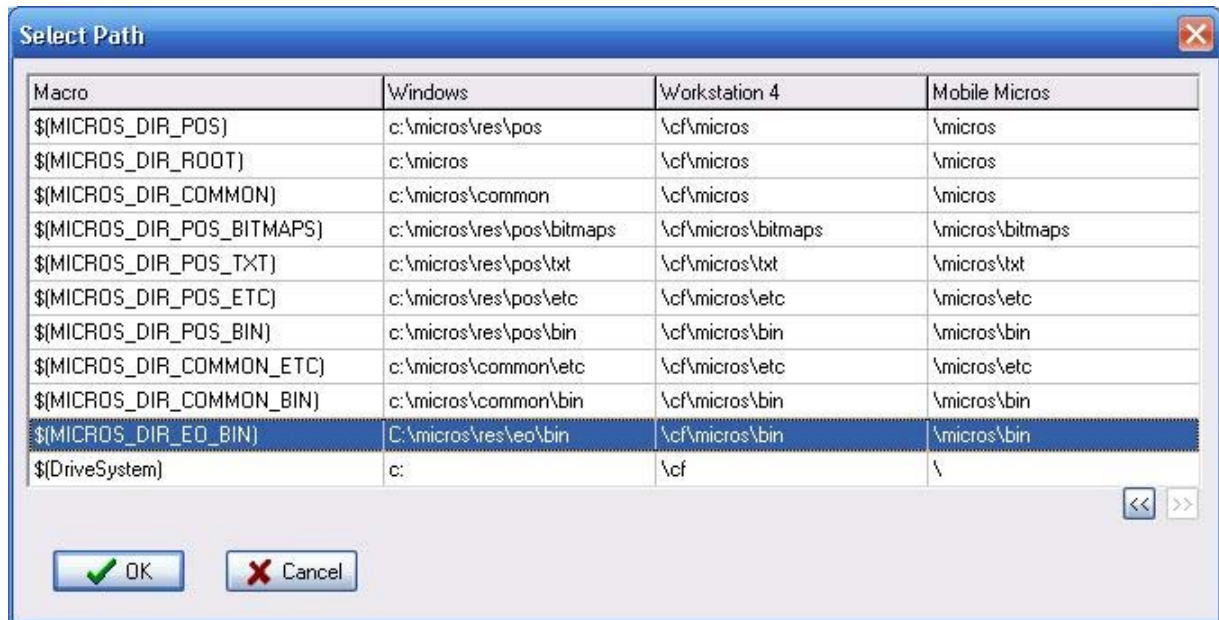 Select Path
Macro Windows Workstation 4 Mobile Micros
$(MICROS_DIR_POS) c:\micros\res\pos \cf\micros \micros
$(MICROS_DIR_ROOT) c:\micros \cf\micros \micros
$(MICROS_DIR_COMMON) c:\micros\common \cf\micros \micros
$(MICROS_DIR_POS_BITMAPS) c:\micros\res\pos\bitmaps \cf\micros\bitmaps \micros\bitmaps
$(MICROS_DIR_POS_TXT) c:\micros\res\pos\txt \cf\micros\txt \micros\txt
$(MICROS_DIR_POS_ETC) c:\micros\res\pos\etc \cf\micros\etc \micros\etc
$(MICROS_DIR_POS_BIN) c:\micros\res\pos\bin \cf\micros\bin \micros\bin
$(MICROS_DIR_COMMON_ETC) c:\micros\common\etc \cf\micros\etc \micros\etc
$(MICROS_DIR_COMMON_BIN) c:\micros\common\bin \cf\micros\bin \micros\bin
$(MICROS_DIR_EO_BIN) C:\micros\res\eo\bin \cf\micros\bin \micros\bin
$(DriveSystem) c: \cf \
<< >>
OK Cancel